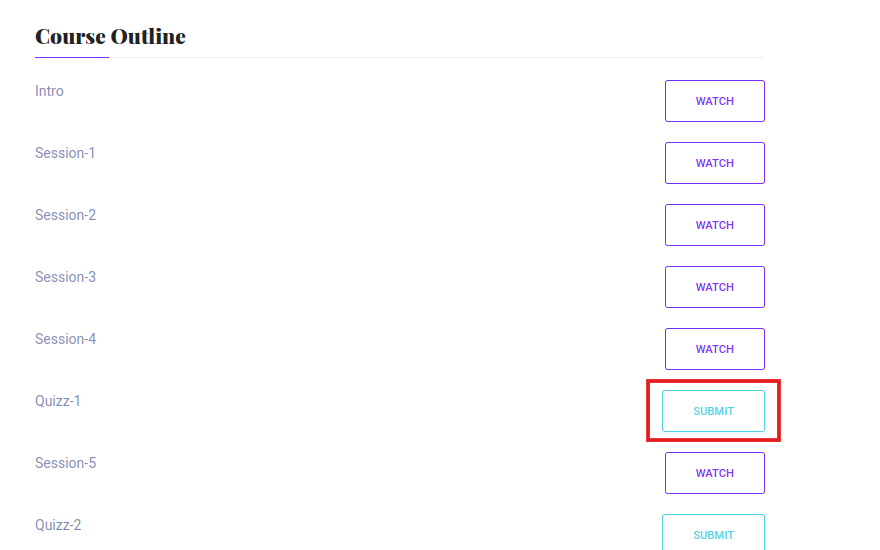 Course Outline
Intro
WATCH
Session-1
WATCH
Session-2
WATCH
Session-3
WATCH
Session-4
WATCH
Quizz-1
SUBMIT
Session-5
WATCH
Quizz-2
SUBMIT